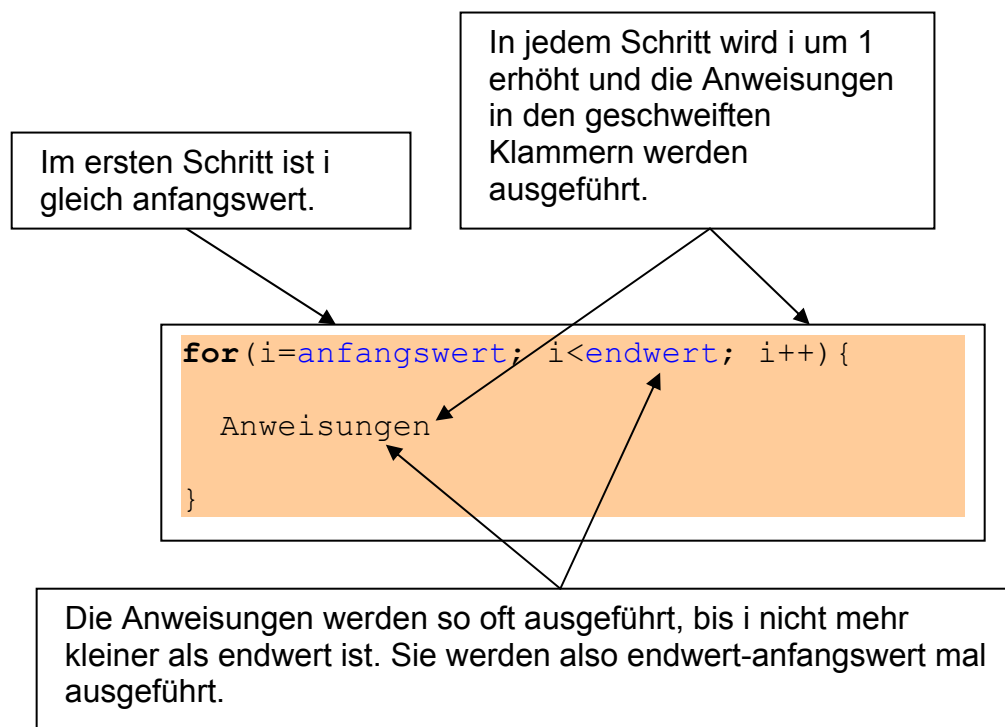 In jedem Schritt wird i um 1
erhöht und die Anweisungen
in den geschweiften
Klammern werden
ausgeführt.
Im ersten Schritt ist i
gleich anfangswert.
for(i=anfangswert; i<endwert; i++){
Anweisungen
}
Die Anweisungen werden so oft ausgeführt, bis i nicht mehr
kleiner als endwert ist. Sie werden also endwert-anfangswert mal
ausgeführt.